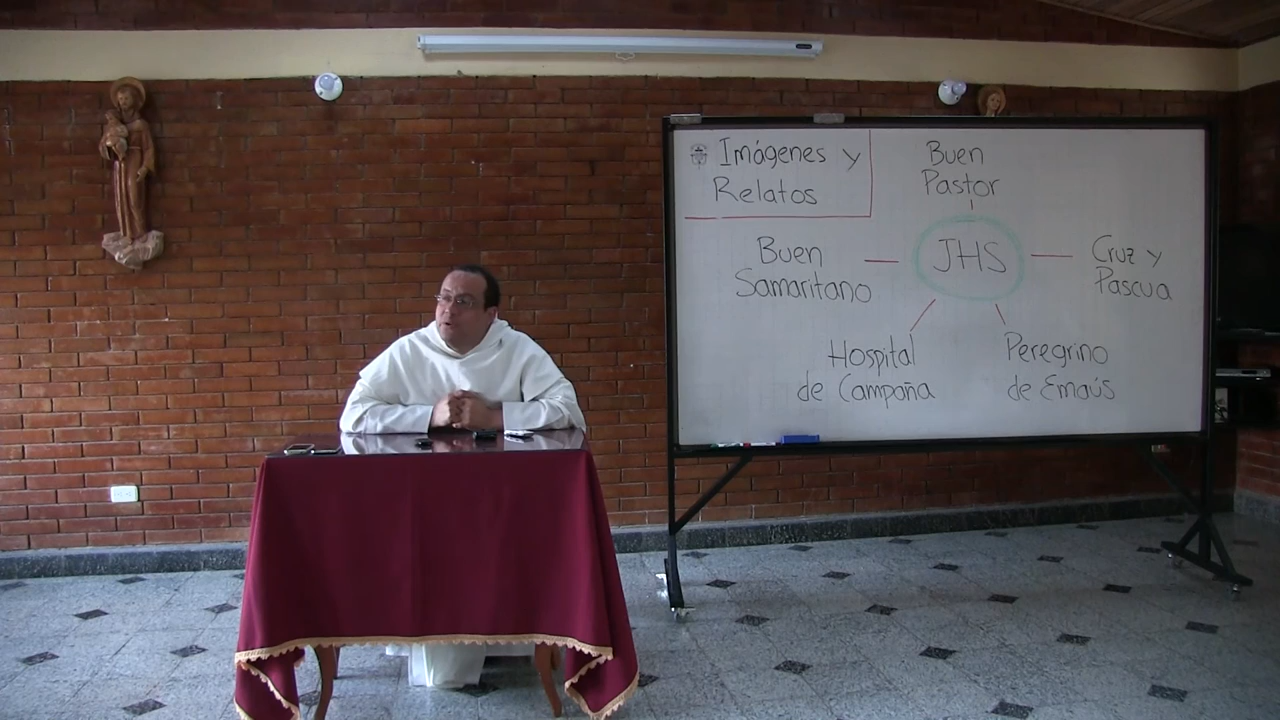 Imágenes y
Relatos
Buen
Pastor
Buen
Samaritano
JHS
Cruz y
Pascua
Hospital
de Campaña
Peregrino
de Emaús